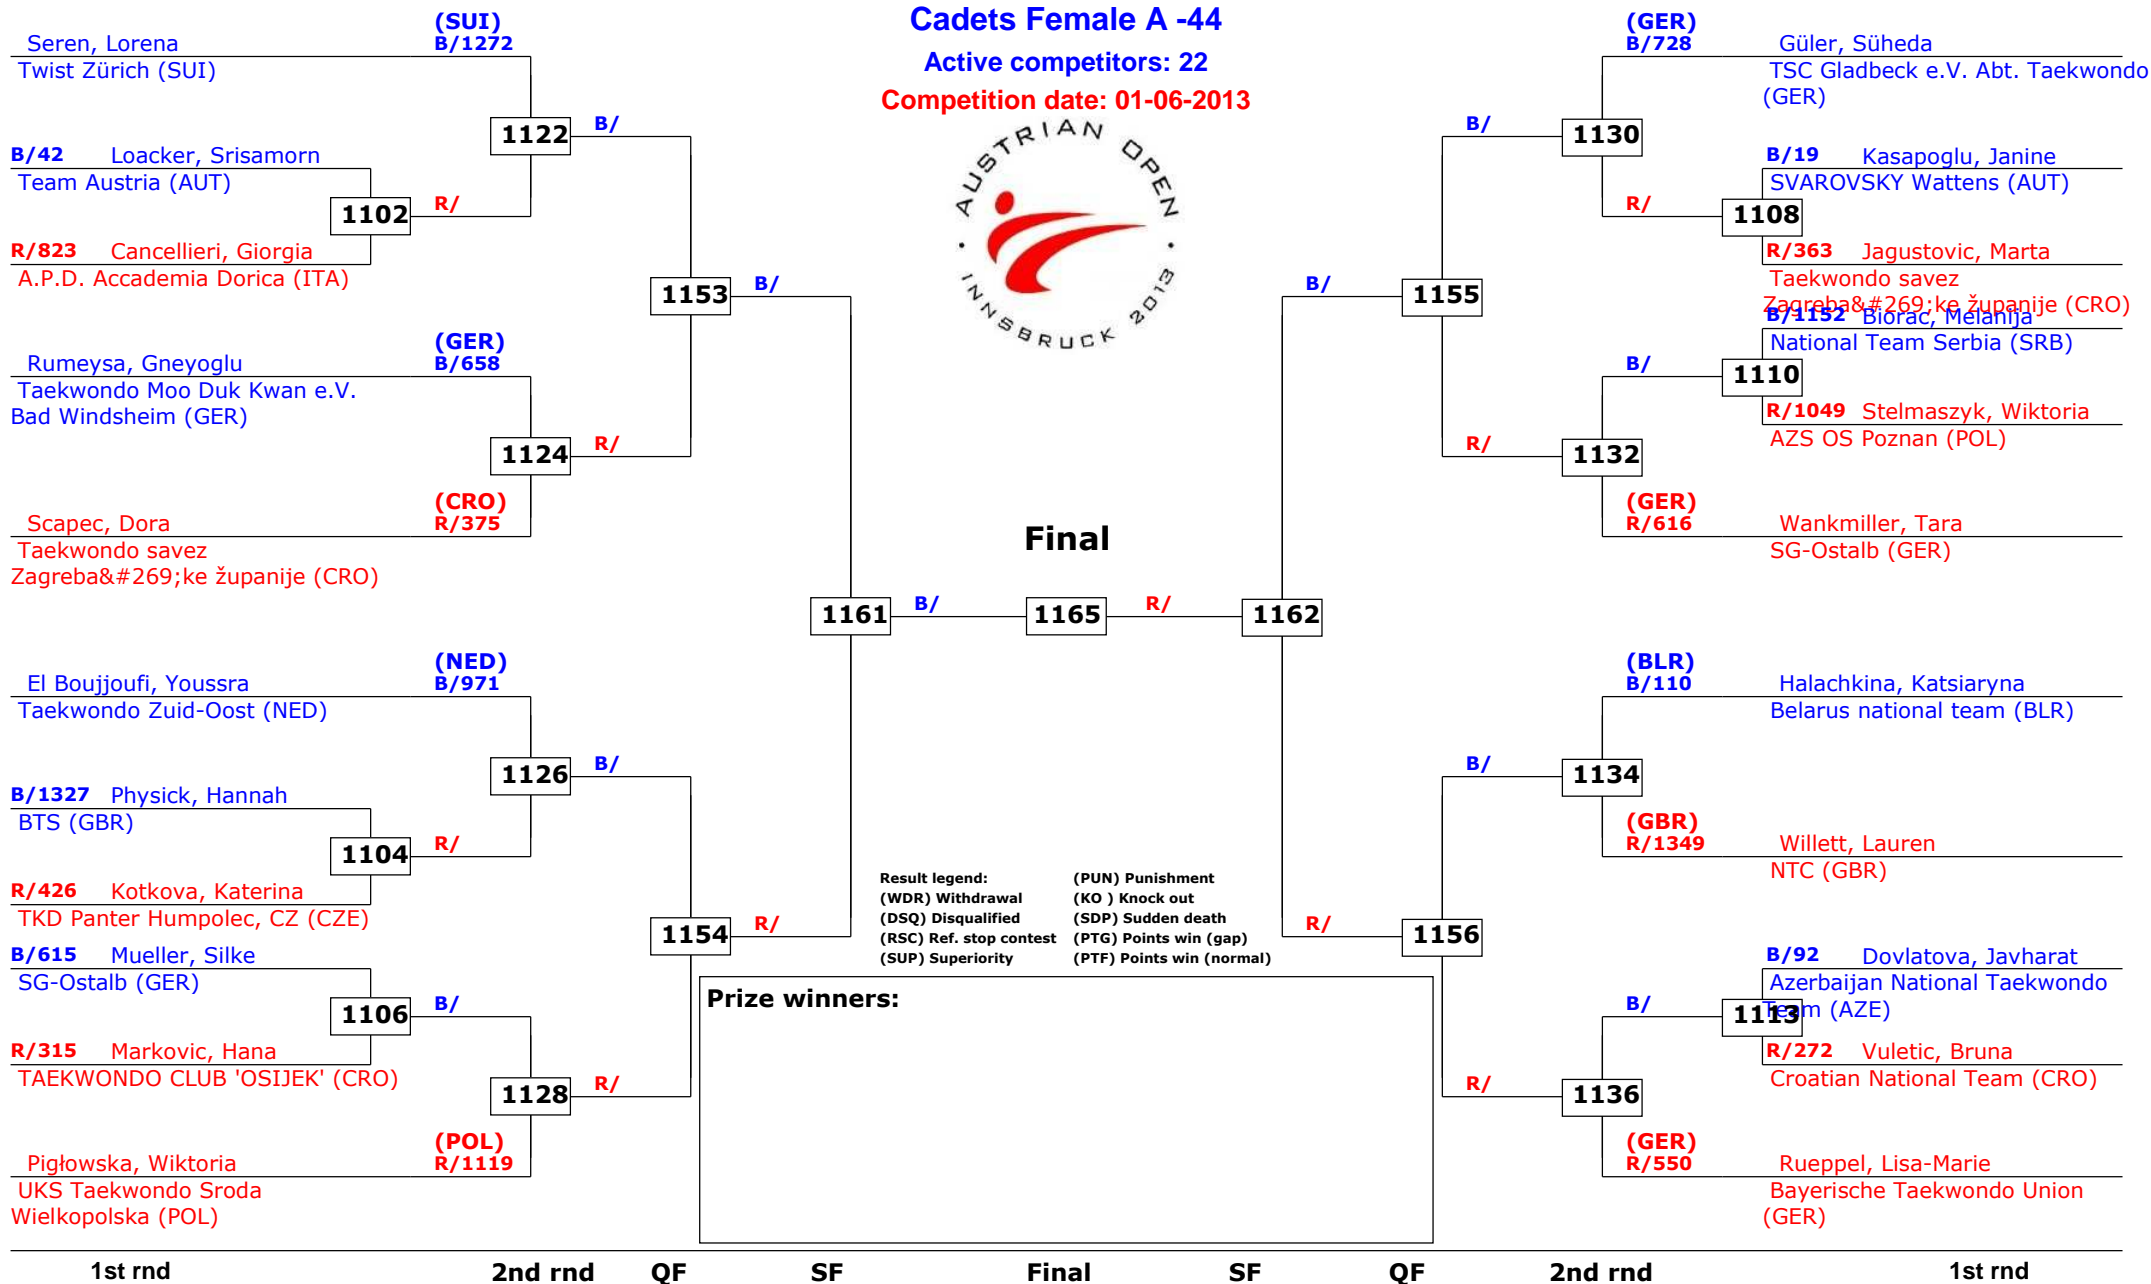 Cadets Female A -44
Active competitors: 22
Competition date: 01-06-2013
AUSTRIAN OPEN · INNSBRUCK 2013 ·
(SUI)
Seren, Lorena B/1272
Twist Zürich (SUI)
1122 B/
B/42 Loacker, Srisamorn
Team Austria (AUT)
1102 R/
R/823 Cancellieri, Giorgia
A.P.D. Accademia Dorica (ITA)
1153 B/
(GER)
Rumeysa, Gneyoglu B/658
Taekwondo Moo Duk Kwan e.V.
Bad Windsheim (GER)
1124 R/
(CRO)
Scapec, Dora R/375
Taekwondo savez
Zagreba&#269;ke županije (CRO)
1161 B/
(NED)
El Boujjoufi, Youssra B/971
Taekwondo Zuid-Oost (NED)
1126 B/
B/1327 Physick, Hannah
BTS (GBR)
1104 R/
R/426 Kotkova, Katerina
TKD Panter Humpolec, CZ (CZE)
1154 R/
B/615 Mueller, Silke
SG-Ostalb (GER)
1106 B/
R/315 Markovic, Hana
TAEKWONDO CLUB 'OSIJEK' (CRO)
1128 R/
(POL)
Pigłowska, Wiktoria R/1119
UKS Taekwondo Sroda
Wielkopolska (POL)
Final
1165 R/
(GER)
B/728 Güler, Süheda
TSC Gladbeck e.V. Abt. Taekwondo
(GER)
B/ 1130
B/19 Kasapoglu, Janine
SVAROVSKY Wattens (AUT)
R/ 1108
R/363 Jagustovic, Marta
Taekwondo savez
Zagreba&#269;ke županije (CRO)
B/ 1155
B/1152 Biorac, Melanija
National Team Serbia (SRB)
B/ 1110
R/1049 Stelmaszyk, Wiktoria
AZS OS Poznan (POL)
R/ 1132
(GER)
R/616 Wankmiller, Tara
SG-Ostalb (GER)
1162
(BLR)
B/110 Halachkina, Katsiaryna
Belarus national team (BLR)
B/ 1134
(GBR)
R/1349 Willett, Lauren
NTC (GBR)
R/ 1156
B/92 Dovlatova, Javharat
Azerbaijan National Taekwondo
Team (AZE)
B/ 1113
R/272 Vuletic, Bruna
Croatian National Team (CRO)
R/ 1136
(GER)
R/550 Rueppel, Lisa-Marie
Bayerische Taekwondo Union
(GER)
Result legend: (PUN) Punishment
(WDR) Withdrawal (KO ) Knock out
(DSQ) Disqualified (SDP) Sudden death
(RSC) Ref. stop contest (PTG) Points win (gap)
(SUP) Superiority (PTF) Points win (normal)
Prize winners:
1st rnd 2nd rnd QF SF Final SF QF 2nd rnd 1st rnd